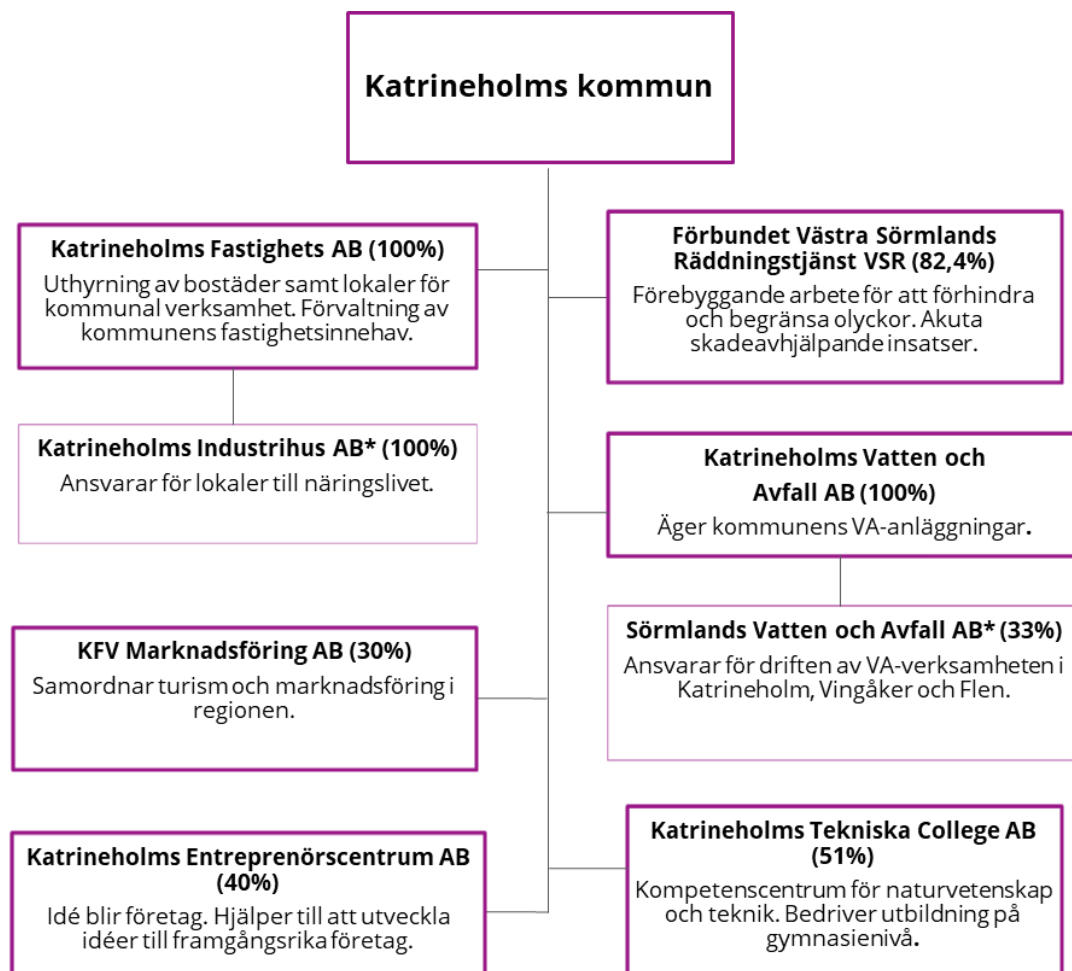 Katrineholms kommun
Katrineholms Fastighets AB (100%)
Uthyrning av bostäder samt lokaler för
kommunal verksamhet. Förvaltning av
kommunens fastighetsinnehav.
Förbundet Västra Sörmlands
Räddningstjänst VSR (82,4%)
Förebyggande arbete för att förhindra
och begränsa olyckor. Akuta
skadeavhjälpande insatser.
Katrineholms Industrihus AB* (100%)
Ansvarar för lokaler till näringslivet.
Katrineholms Vatten och
Avfall AB (100%)
Äger kommunens VA-anläggningar.
KFV Marknadsföring AB (30%)
Samordnar turism och marknadsföring i
regionen.
Sörmlands Vatten och Avfall AB* (33%)
Ansvarar för driften av VA-verksamheten i
Katrineholm, Vingåker och Flen.
Katrineholms Entreprenörscentrum AB
(40%)
Idé blir företag. Hjälper till att utveckla
idéer till framgångsrika företag.
Katrineholms Tekniska College AB
(51%)
Kompetenscentrum för naturvetenskap
och teknik. Bedriver utbildning på
gymnasienivå.